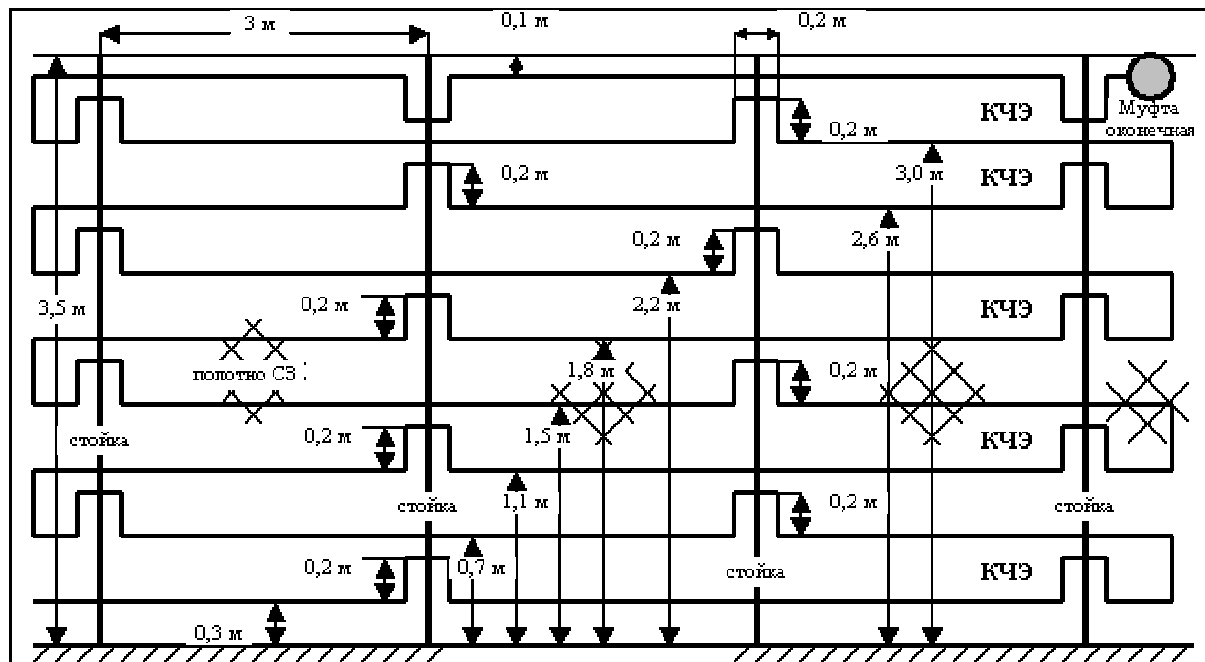 3 м
0,1 м
0,2 м
КЧЭ
Муфта
оконечная
0,2 м
0,2 м
3,0 м
КЧЭ
0,2 м
2,6 м
3,5 м
0,2 м
2,2 м
КЧЭ
полотно СЗ
1,8 м
0,2 м
стойка
0,2 м
1,5 м
КЧЭ
стойка
1,1 м
0,2 м
стойка
0,2 м
0,7 м
стойка
КЧЭ
0,3 м